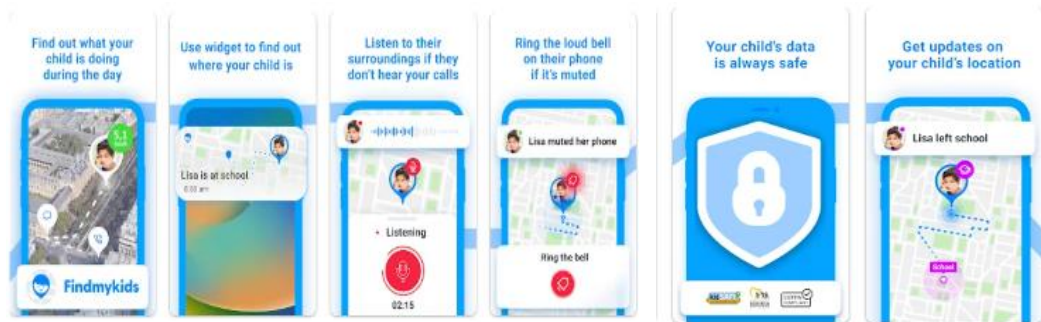 Find out what your
child is doing
during the day
5.1
Findmykids
Use widget to find out
where your child is
Lisa is at school
Listen to their
surroundings if they
don't hear your calls
Listening
02:15
Ring the loud bell
on their phone
if it's muted
Lisa muted her phone
Ring the bell
Your child's data
is always safe
Get updates on
your child's location
Lisa left school
School